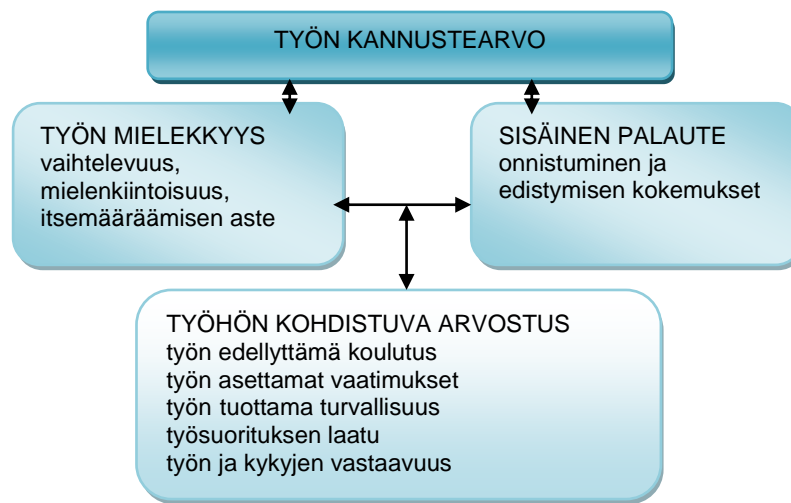 TYÖN KANNUSTEARVO
TYÖN MIELEKKYYS
vaihtelevuus,
mielenkiintoisuus,
itsemääräämisen aste
SISÄINEN PALAUTE
onnistuminen ja
edistymisen kokemukset
TYÖHÖN KOHDISTUVA ARVOSTUS
työn edellyttämä koulutus
työn asettamat vaatimukset
työn tuottama turvallisuus
työsuorituksen laatu
työn ja kykyjen vastaavuus